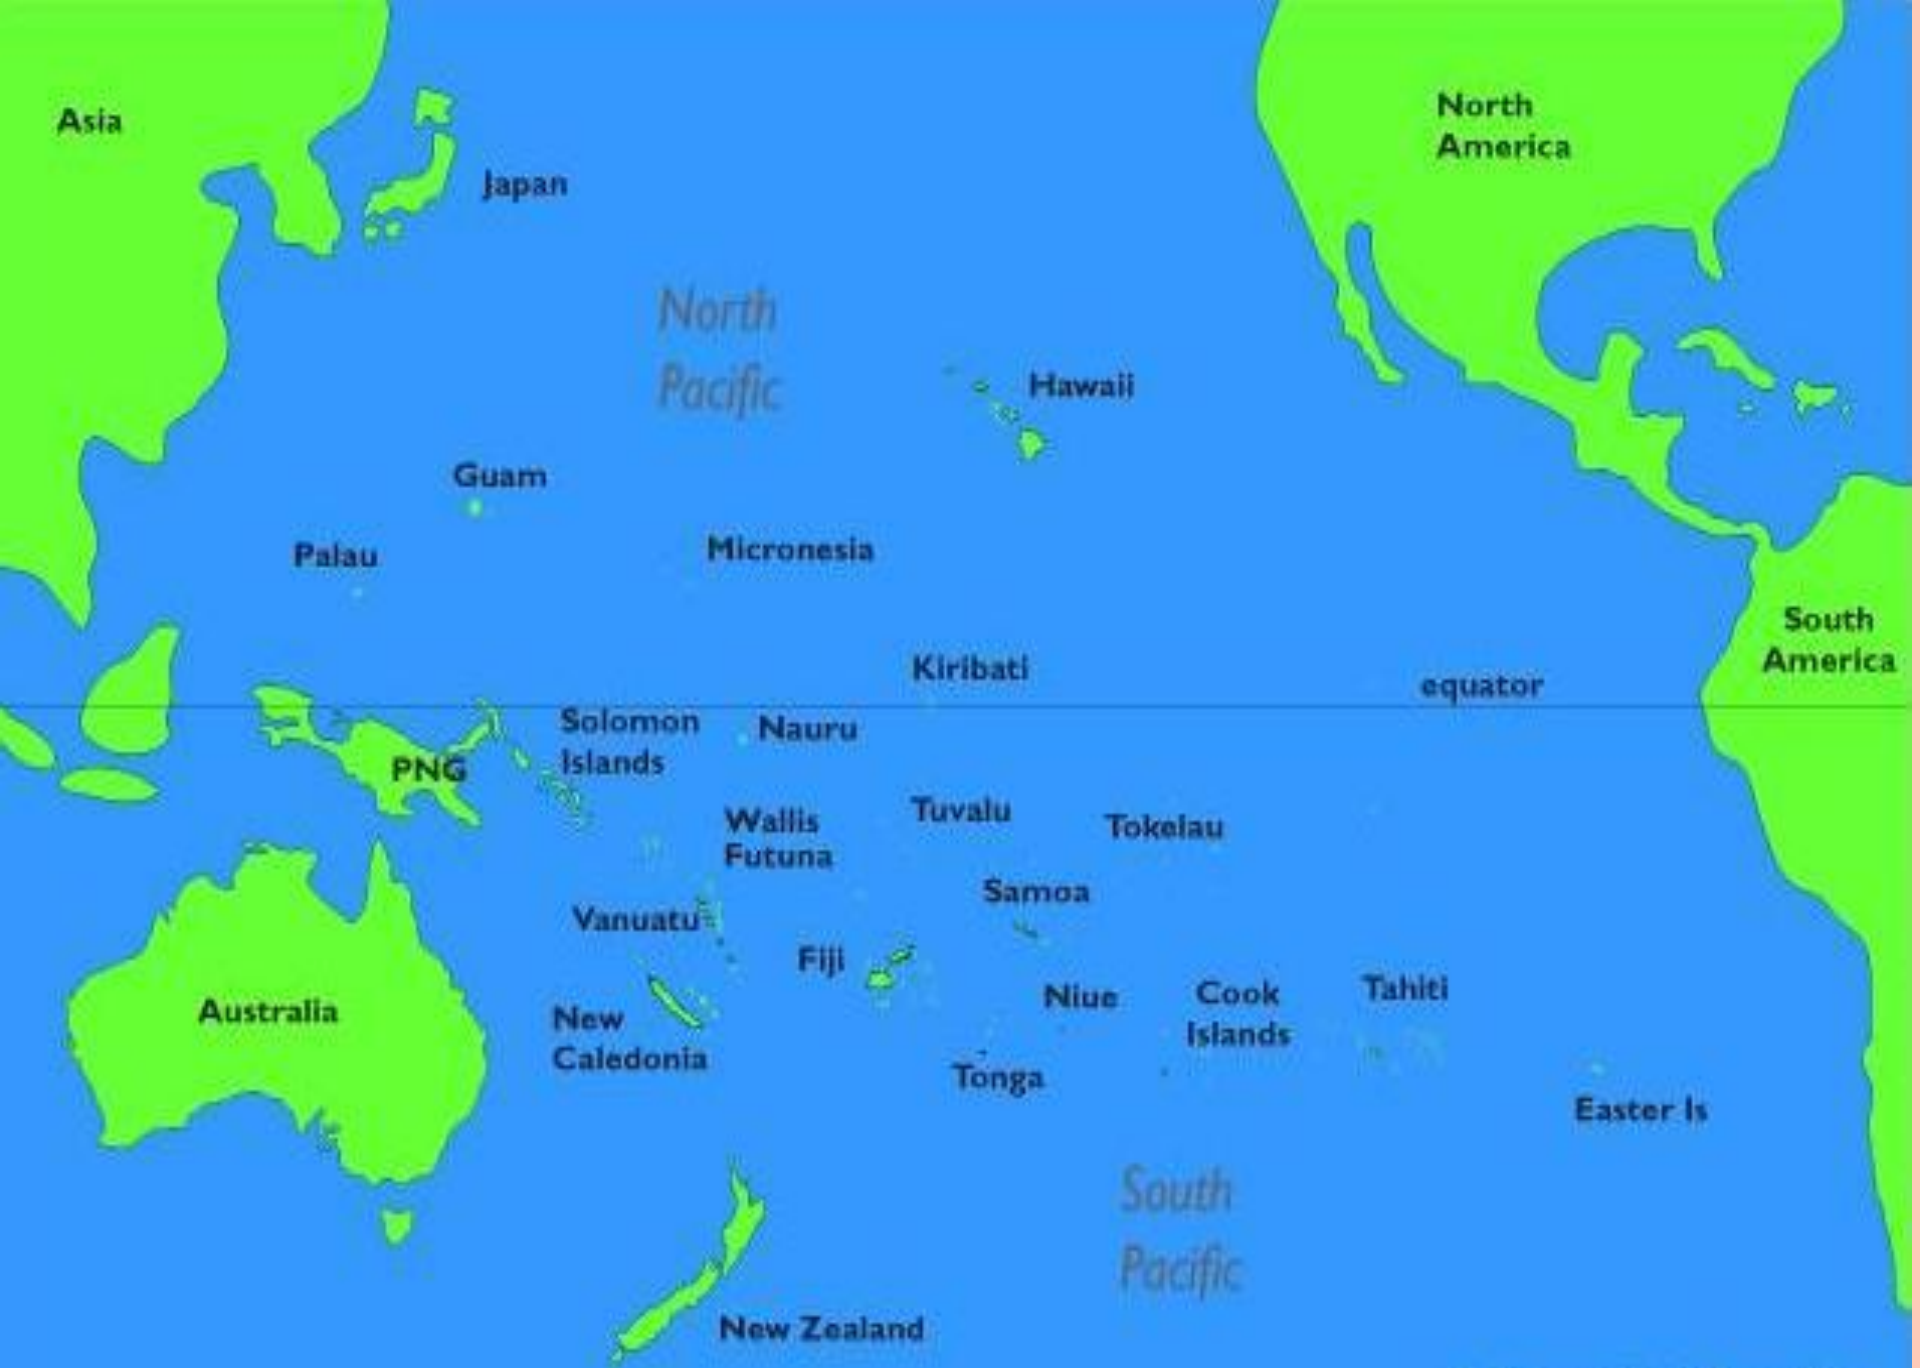 Asia
North
America
Japan
North
Pacific
Hawaii
Guam
Palau
Micronesia
South
America
Kiribati
equator
Solomon
Islands
Nauru
PNG
Wallis
Futuna
Tuvalu
Tokelau
Samoa
Vanuatu
Fiji
Australia
New
Caledonia
Niue
Cook
Islands
Tahiti
Tonga
Easter Is
South
Pacific
New Zealand